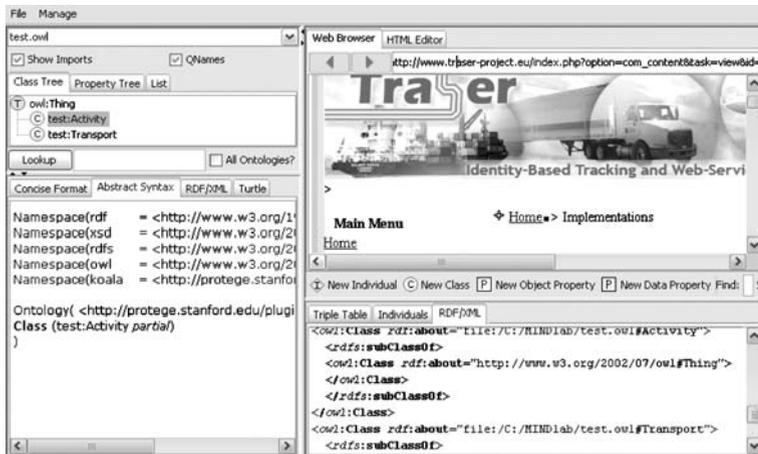 File Manage
test.owl
Show Imports QNames
Class Tree Property Tree List
T owl:Thing
C test:Activity
C test:Transport
Lookup All Ontologies?
Concise Format Abstract Syntax RDF/XML Turtle
Namespace(rdf = <http://www.w3.org/1
Namespace(xsd = <http://www.w3.org/20
Namespace(rdfs = <http://www.w3.org/20
Namespace(owl = <http://www.w3.org/20
Namespace(koala = <http://protege.stanfo
Ontology( <http://protege.stanford.edu/plugi
Class (test:Activity partial)
)
Web Browser HTML Editor
http://www.traser-project.eu/index.php?option=com_content&task=view&id=
Traser
Identity-Based Tracking and Web-Servi
>
Main Menu
Home > Implementations
Home
I New Individual C New Class P New Object Property P New Data Property Find: S
Triple Table Individuals RDF/XML
<owl:Class rdf:about="file:/C:/MINDlab/test.owl#Activity">
<rdfs:subClassOf>
<owl:Class rdf:about="http://www.w3.org/2002/07/owl#Thing">
</owl:Class>
</rdfs:subClassOf>
</owl:Class>
<owl:Class rdf:about="file:/C:/MINDlab/test.owl#Transport">
<rdfs:subClassOf>